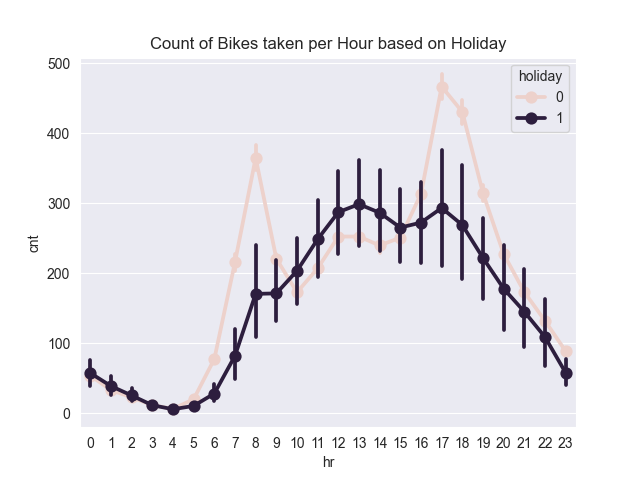 Count of Bikes taken per Hour based on Holiday
500
400
300
200
100
0
cnt
holiday
0
1
0 1 2 3 4 5 6 7 8 9 10 11 12 13 14 15 16 17 18 19 20 21 22 23
hr